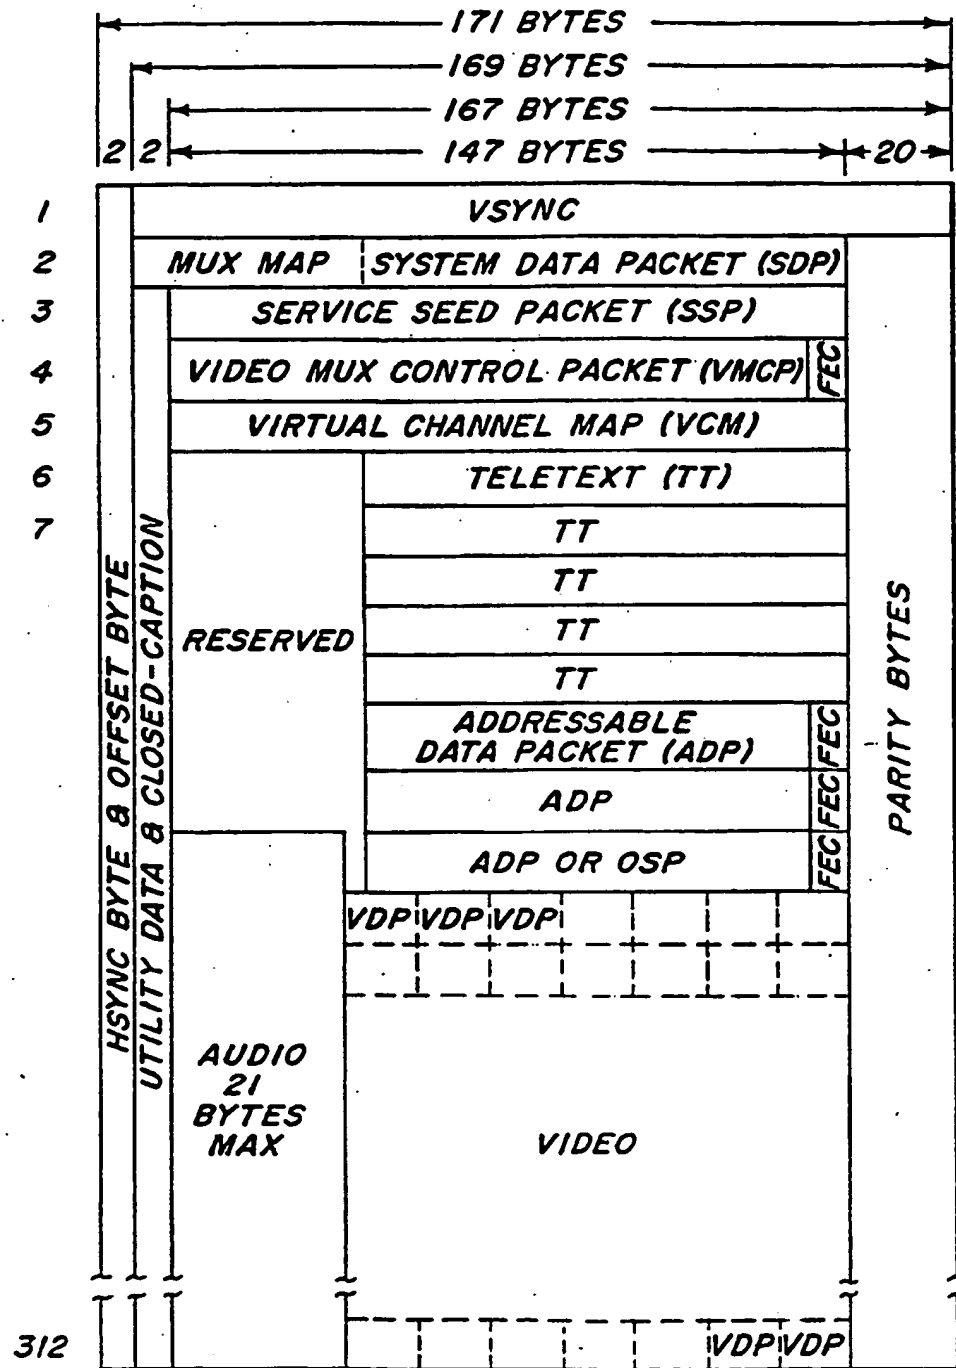 171 BYTES
169 BYTES
167 BYTES
2 2 147 BYTES 20
1 VSYNC
2 MUX MAP SYSTEM DATA PACKET (SDP)
3 SERVICE SEED PACKET (SSP)
4 VIDEO MUX CONTROL PACKET (VMCP) FEC
5 VIRTUAL CHANNEL MAP (VCM)
6 TELETEXT (TT)
7 TT
TT
TT
TT
HSYNC BYTE & OFFSET BYTE
UTILITY DATA & CLOSED-CAPTION
RESERVED
ADDRESSABLE
DATA PACKET (ADP) FEC
ADP FEC
ADP OR OSP FEC
PARITY BYTES
VDP VDP VDP
AUDIO
21
BYTES
MAX
VIDEO
312 VDP VDP